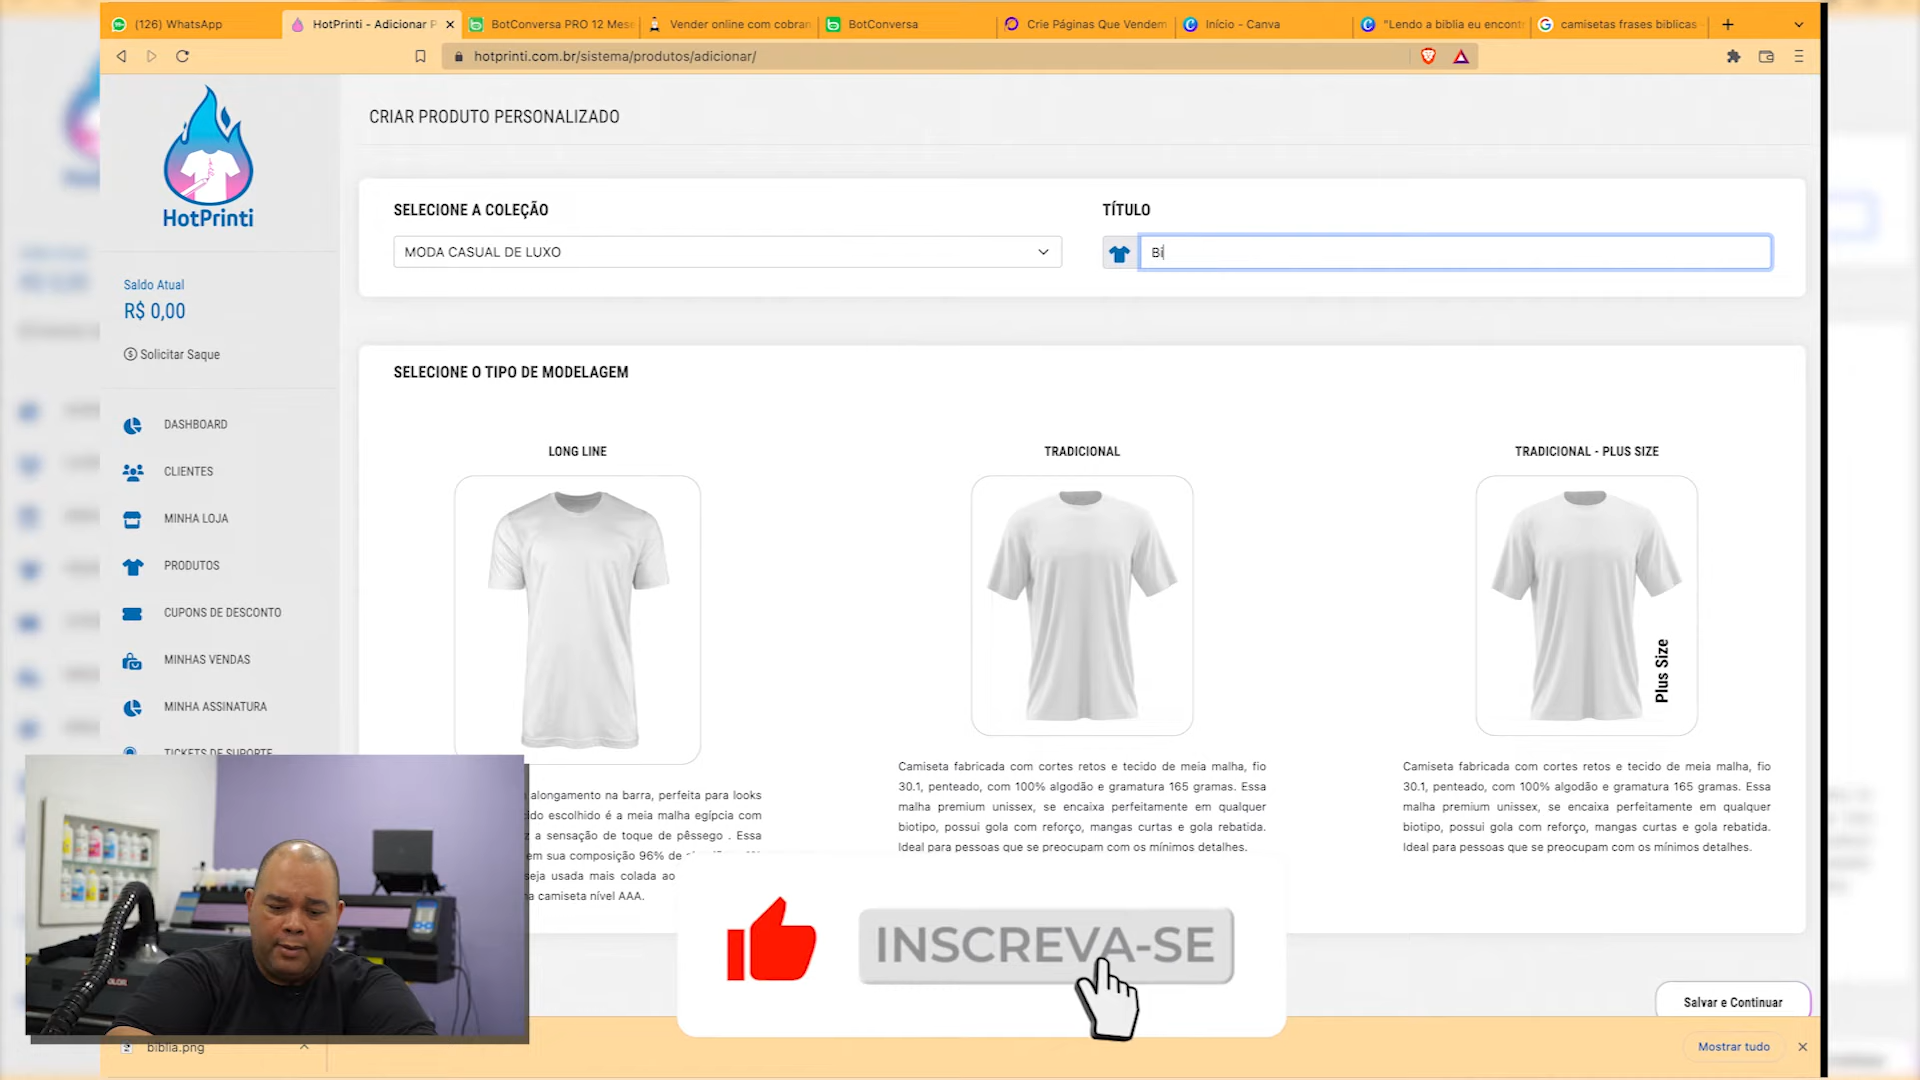 (126) WhatsApp
HotPrinti - Adicionar P
BotConversa PRO 12 Mese
Vender online com cobran
BotConversa
Crie Páginas Que Vendem
Início - Canva
"Lendo a bíblia eu encontr
camisetas frases biblicas
hotprinti.com.br/sistema/produtos/adicionar/
HotPrinti
CRIAR PRODUTO PERSONALIZADO
SELECIONE A COLEÇÃO
MODA CASUAL DE LUXO
TÍTULO
Bi
Saldo Atual
R$ 0,00
Solicitar Saque
DASHBOARD
CLIENTES
MINHA LOJA
PRODUTOS
CUPONS DE DESCONTO
MINHAS VENDAS
MINHA ASSINATURA
TICKETS DE SUPORTE
SELECIONE O TIPO DE MODELAGEM
LONG LINE
alongamento na barra, perfeita para looks
ido escolhido é a meia malha egípcia com
z a sensação de toque de pêssego . Essa
em sua composição 96% de
seja usada mais colada ao
a camiseta nível AAA.
TRADICIONAL
Camiseta fabricada com cortes retos e tecido de meia malha, fio
30.1, penteado, com 100% algodão e gramatura 165 gramas. Essa
malha premium unissex, se encaixa perfeitamente em qualquer
biotipo, possui gola com reforço, mangas curtas e gola rebatida.
Ideal para pessoas que se preocupam com os mínimos detalhes.
TRADICIONAL - PLUS SIZE
Plus Size
Camiseta fabricada com cortes retos e tecido de meia malha, fio
30.1, penteado, com 100% algodão e gramatura 165 gramas. Essa
malha premium unissex, se encaixa perfeitamente em qualquer
biotipo, possui gola com reforço, mangas curtas e gola rebatida.
Ideal para pessoas que se preocupam com os mínimos detalhes.
INSCREVA-SE
Salvar e Continuar
biblia.png
Mostrar tudo